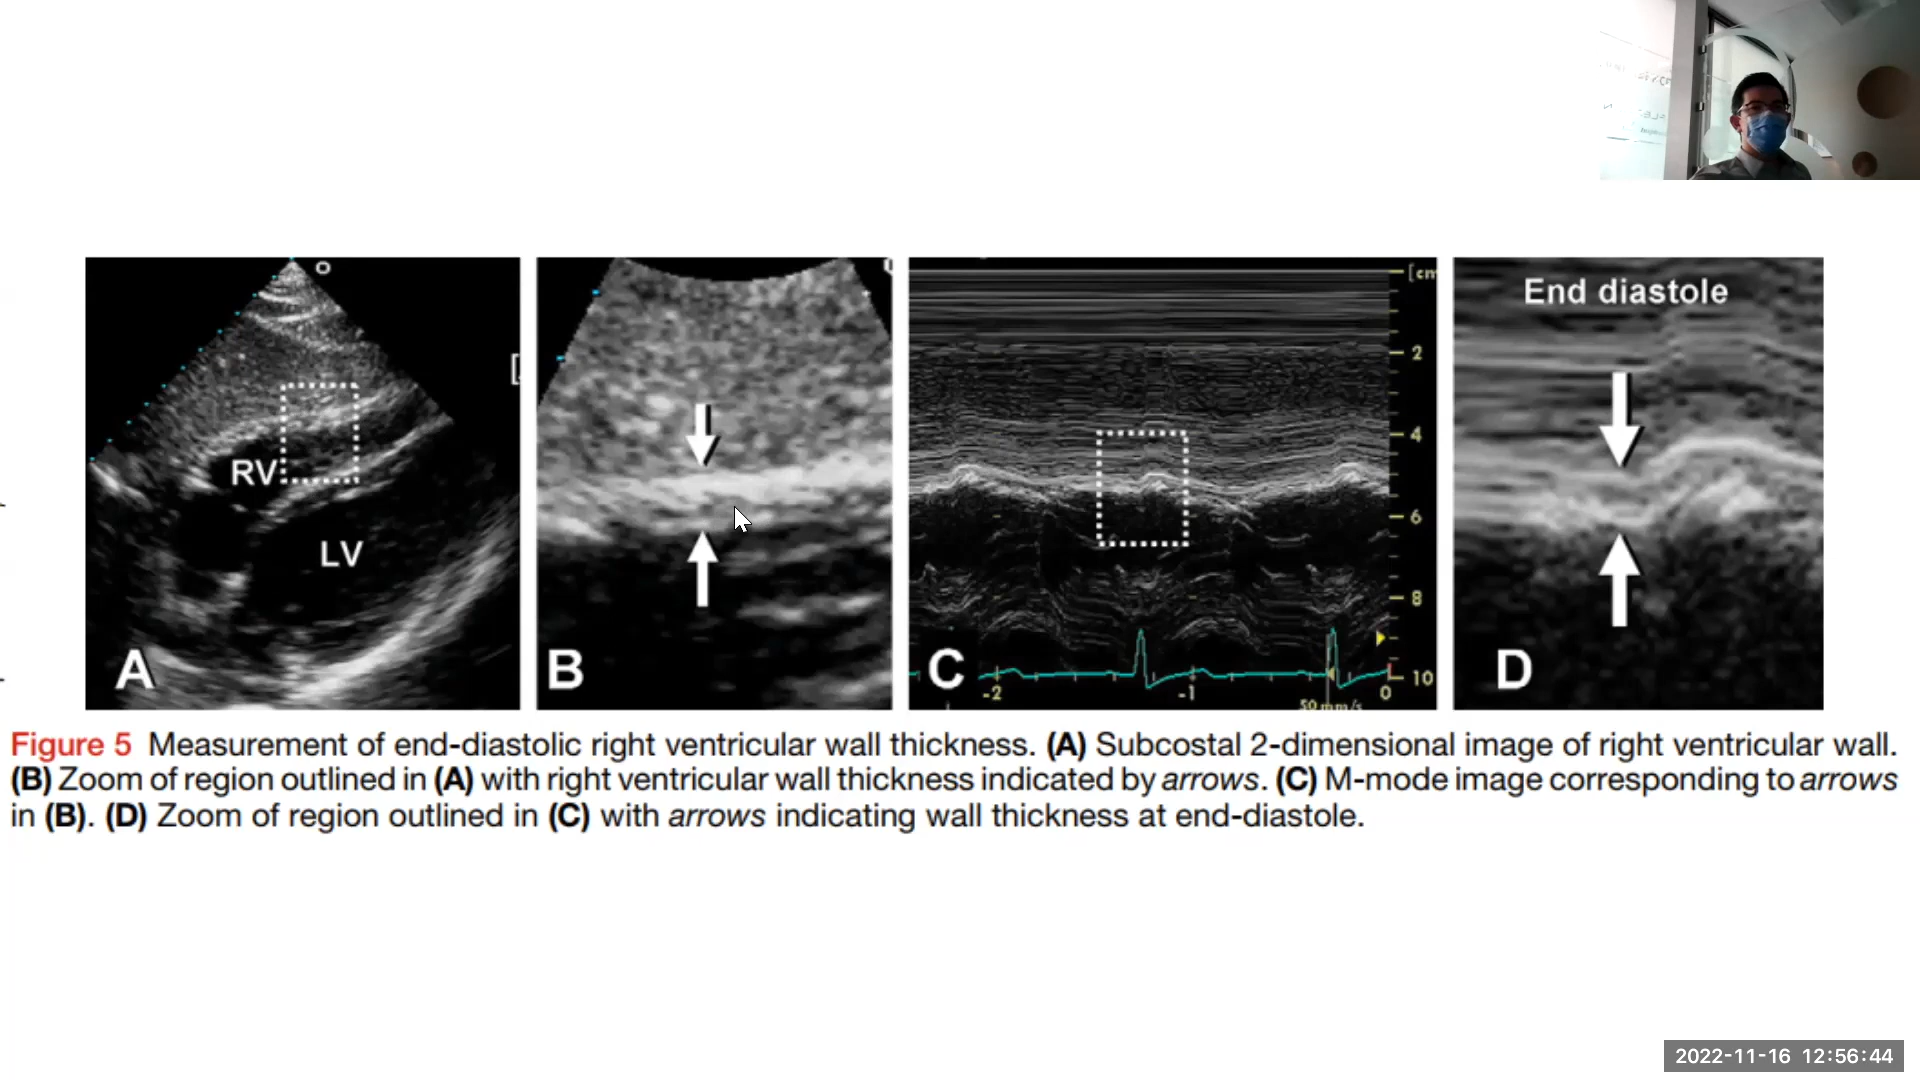 RV
LV
A
B
[cm
2
4
6
8
10
-2
-1
0
50 mm/s
C
End diastole
D
Figure 5 Measurement of end-diastolic right ventricular wall thickness. (A) Subcostal 2-dimensional image of right ventricular wall.
(B) Zoom of region outlined in (A) with right ventricular wall thickness indicated by arrows. (C) M-mode image corresponding to arrows
in (B). (D) Zoom of region outlined in (C) with arrows indicating wall thickness at end-diastole.
2022-11-16 12:56:44